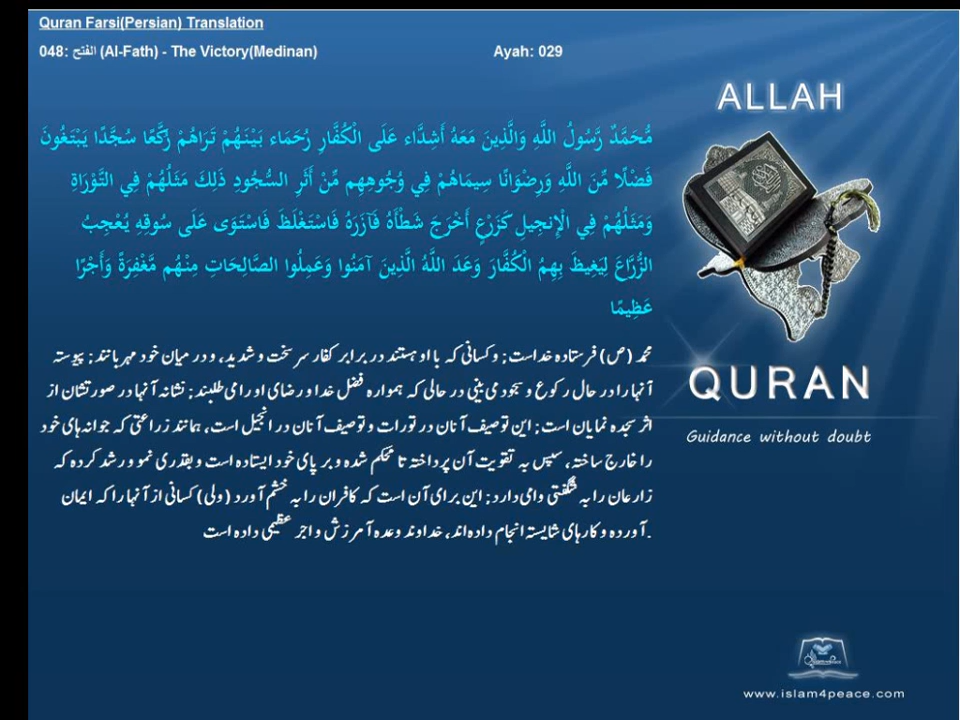 Quran Farsi(Persian) Translation
048: الفتح (Al-Fath) - The Victory(Medinan) Ayah: 029
ALLAH
مُّحَمَّدٌ رَّسُولُ اللَّهِ وَالَّذِينَ مَعَهُ أَشِدَّاء عَلَى الْكُفَّارِ رُحَمَاء بَيْنَهُمْ تَرَاهُمْ رُكَّعًا سُجَّدًا يَبْتَغُونَ
فَضْلًا مِّنَ اللَّهِ وَرِضْوَانًا سِيمَاهُمْ فِي وُجُوهِهِم مِّنْ أَثَرِ السُّجُودِ ذَلِكَ مَثَلُهُمْ فِي التَّوْرَاةِ
وَمَثَلُهُمْ فِي الْإِنجِيلِ كَزَرْعٍ أَخْرَجَ شَطْأَهُ فَآزَرَهُ فَاسْتَغْلَظَ فَاسْتَوَى عَلَى سُوقِهِ يُعْجِبُ
الزُّرَّاعَ لِيَغِيظَ بِهِمُ الْكُفَّارَ وَعَدَ اللَّهُ الَّذِينَ آمَنُوا وَعَمِلُوا الصَّالِحَاتِ مِنْهُم مَّغْفِرَةً وَأَجْرًا
عَظِيمًا
محمد (ص) فرستاده خداست; و کسانی که با او هستند در برابر کفار سرسخت و شدید، و در میان خود مهربانند; پیوسته
آنها را در حال رکوع و سجود می‌بینی در حالی که همواره فضل خدا و رضای او را می‌طلبند; نشانه آنها در صورتشان از
اثر سجده نمایان است; این توصیف آنان در تورات و توصیف آنان در انجیل است، همانند زراعتی که جوانه‌های خود
را خارج ساخته، سپس به تقویت آن پرداخته تا محکم شده و بر پای خود ایستاده است و بقدری نمو و رشد کرده که
زارعان را به شگفتی وامی‌دارد; این برای آن است که کافران را به خشم آورد (ولی) کسانی از آنها را که ایمان
.آورده و کارهای شایسته انجام داده‌اند، خداوند وعده آمرزش و اجر عظیمی داده است
QURAN
Guidance without doubt
www.islam4peace.com